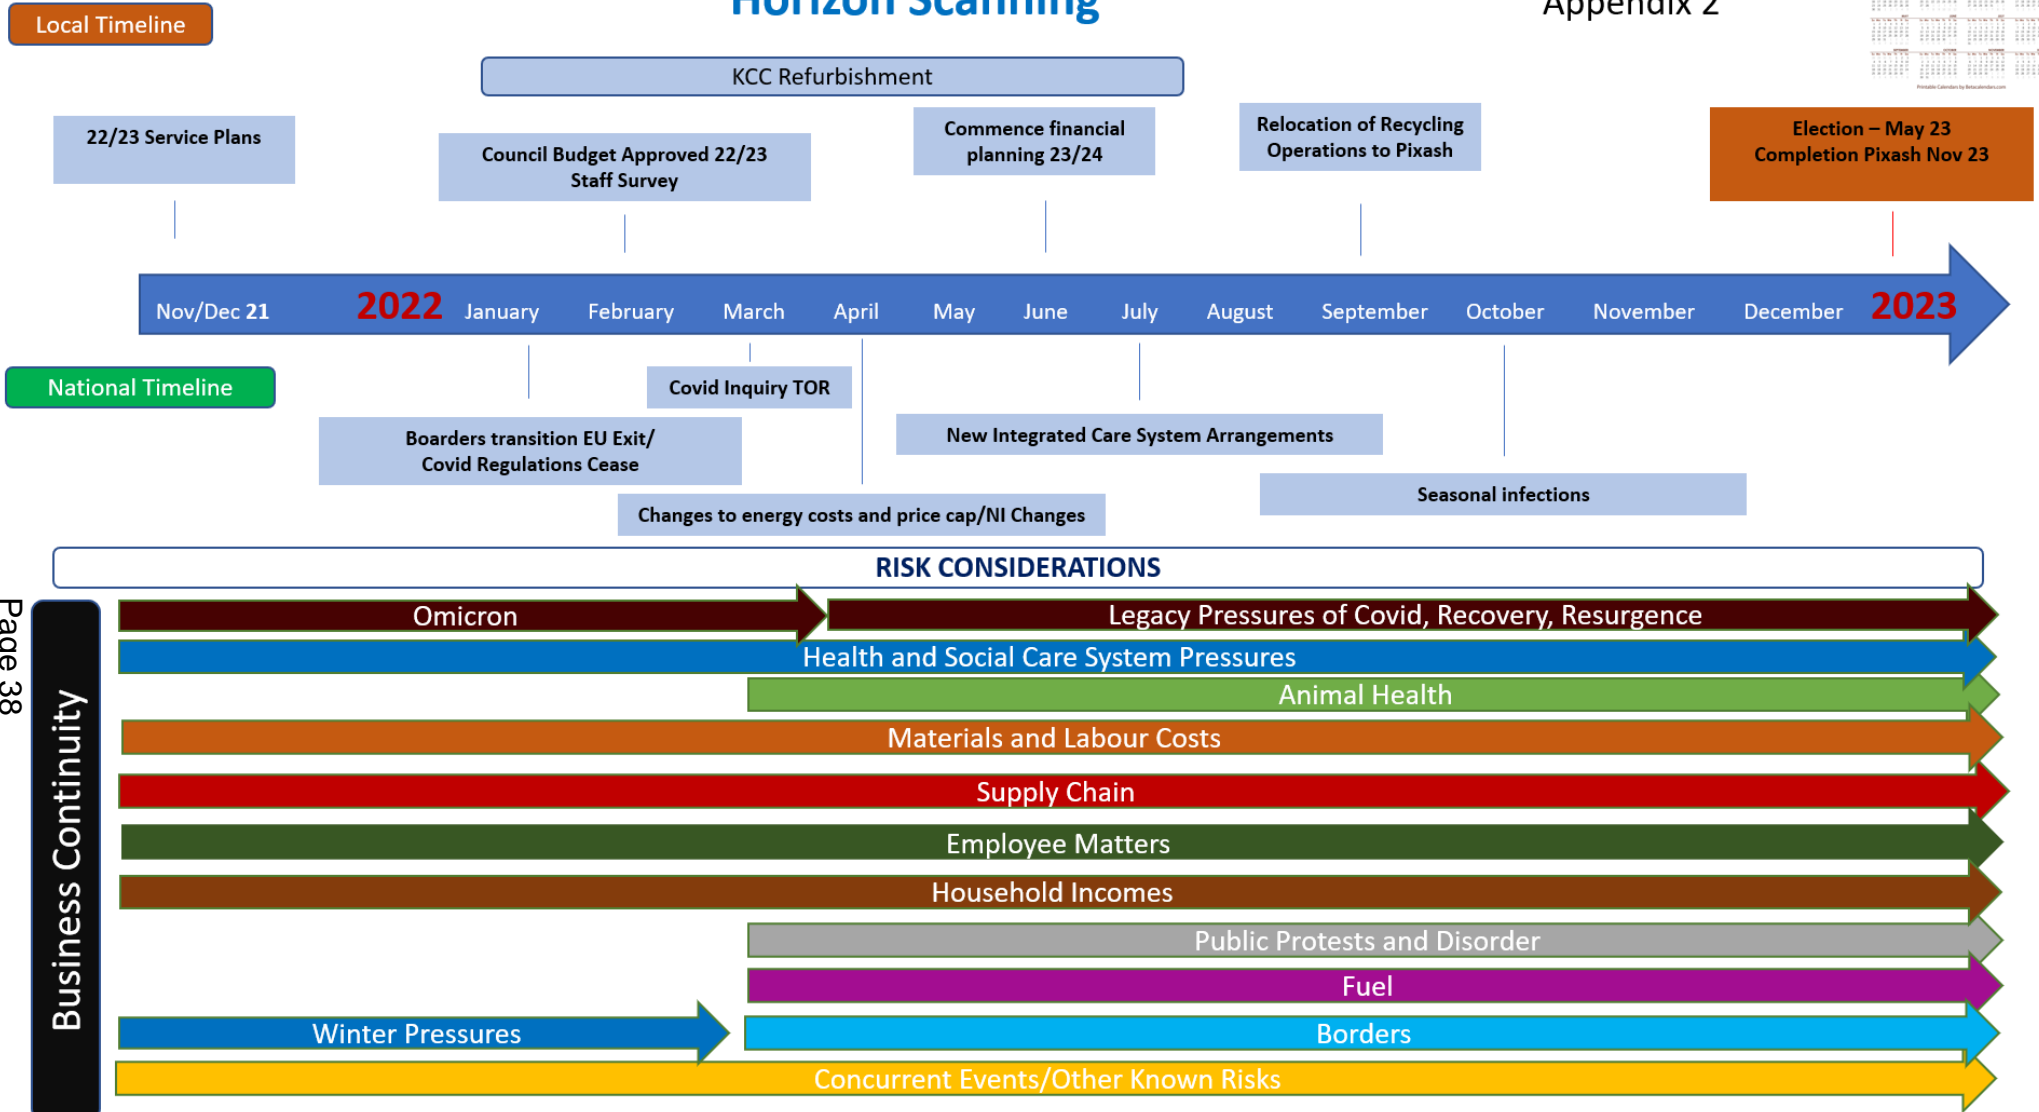 Horizon Scanning
Appendix 2
Local Timeline
KCC Refurbishment
Printable Calendars by Betacalendars.com
22/23 Service Plans
Council Budget Approved 22/23
Staff Survey
Commence financial
planning 23/24
Relocation of Recycling
Operations to Pixash
Election – May 23
Completion Pixash Nov 23
Nov/Dec 21 2022 January February March April May June July August September October November December 2023
National Timeline
Covid Inquiry TOR
Boarders transition EU Exit/
Covid Regulations Cease
New Integrated Care System Arrangements
Changes to energy costs and price cap/NI Changes
Seasonal infections
RISK CONSIDERATIONS
Page 38
Business Continuity
Omicron
Legacy Pressures of Covid, Recovery, Resurgence
Health and Social Care System Pressures
Animal Health
Materials and Labour Costs
Supply Chain
Employee Matters
Household Incomes
Public Protests and Disorder
Fuel
Winter Pressures
Borders
Concurrent Events/Other Known Risks